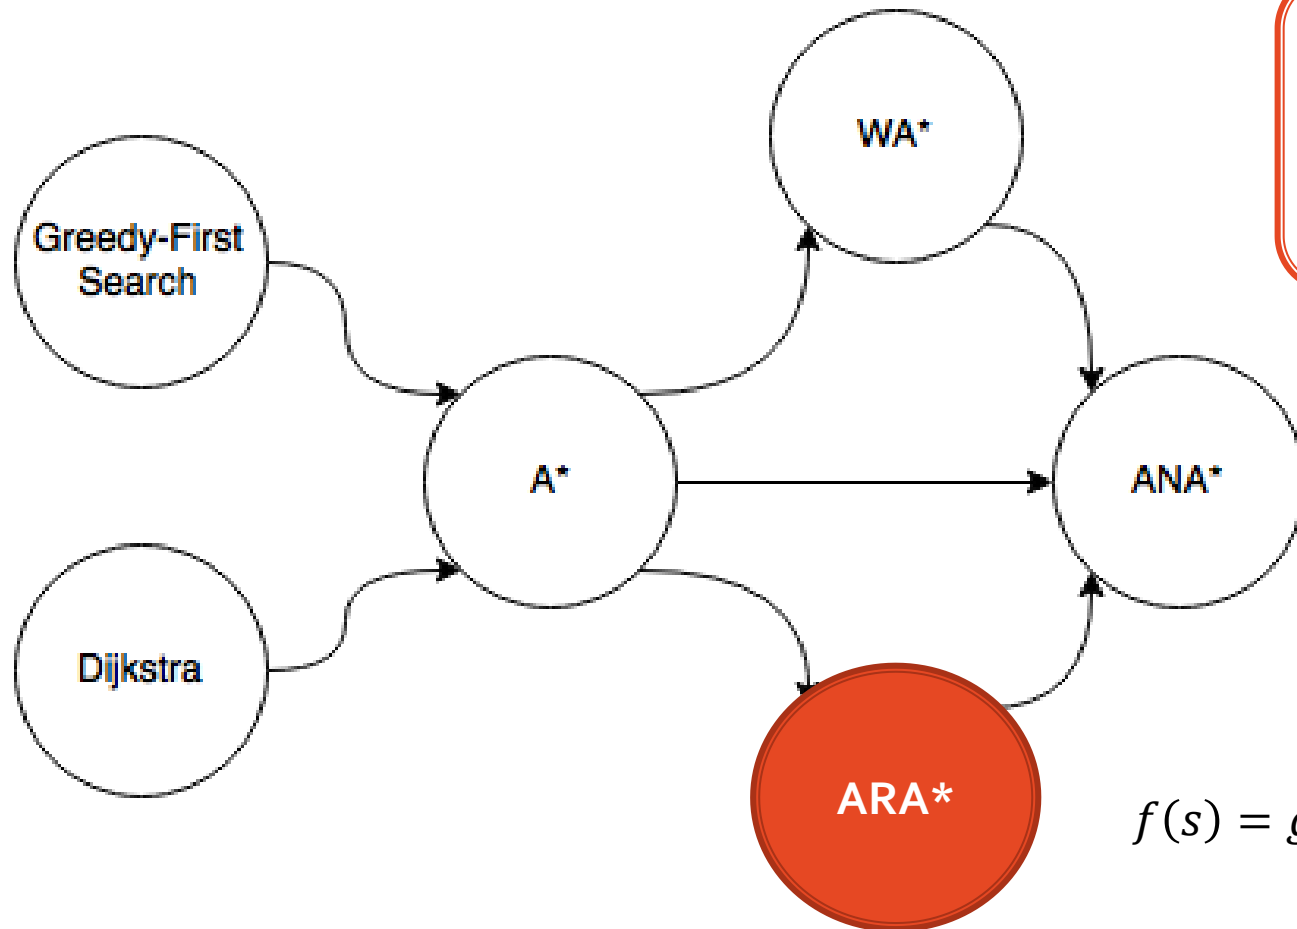 WA*
Greedy-First
Search
A*
ANA*
Dijkstra
ARA*
f(s) = g